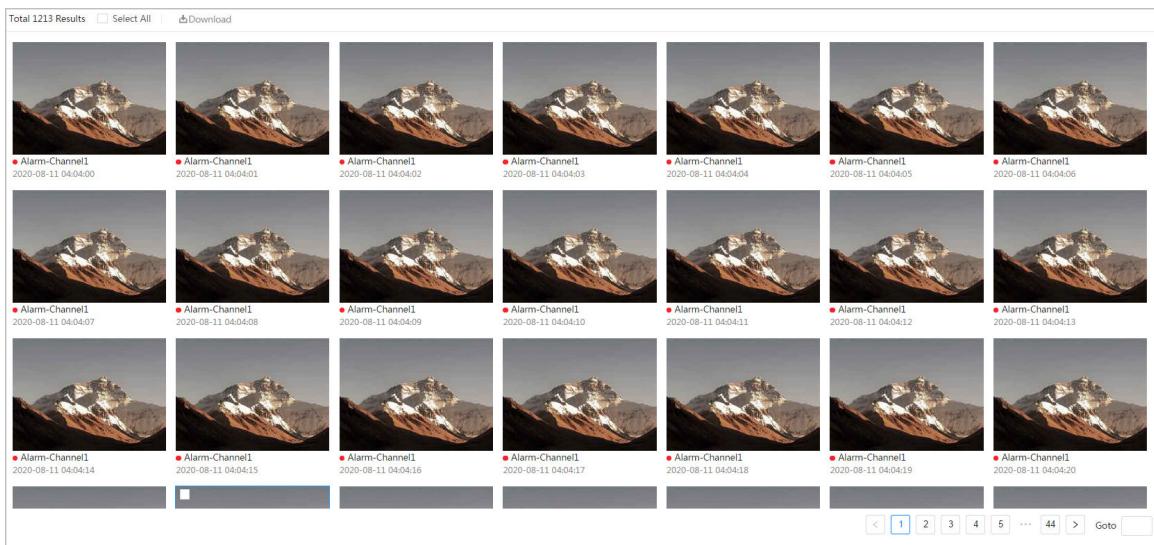 Total 1213 Results Select All Download
Alarm-Channel1 Alarm-Channel1 Alarm-Channel1 Alarm-Channel1 Alarm-Channel1 Alarm-Channel1 Alarm-Channel1
2020-08-11 04:04:00 2020-08-11 04:04:01 2020-08-11 04:04:02 2020-08-11 04:04:03 2020-08-11 04:04:04 2020-08-11 04:04:05 2020-08-11 04:04:06
Alarm-Channel1 Alarm-Channel1 Alarm-Channel1 Alarm-Channel1 Alarm-Channel1 Alarm-Channel1 Alarm-Channel1
2020-08-11 04:04:07 2020-08-11 04:04:08 2020-08-11 04:04:09 2020-08-11 04:04:10 2020-08-11 04:04:11 2020-08-11 04:04:12 2020-08-11 04:04:13
Alarm-Channel1 Alarm-Channel1 Alarm-Channel1 Alarm-Channel1 Alarm-Channel1 Alarm-Channel1 Alarm-Channel1
2020-08-11 04:04:14 2020-08-11 04:04:15 2020-08-11 04:04:16 2020-08-11 04:04:17 2020-08-11 04:04:18 2020-08-11 04:04:19 2020-08-11 04:04:20
< 1 2 3 4 5 ··· 44 > Goto